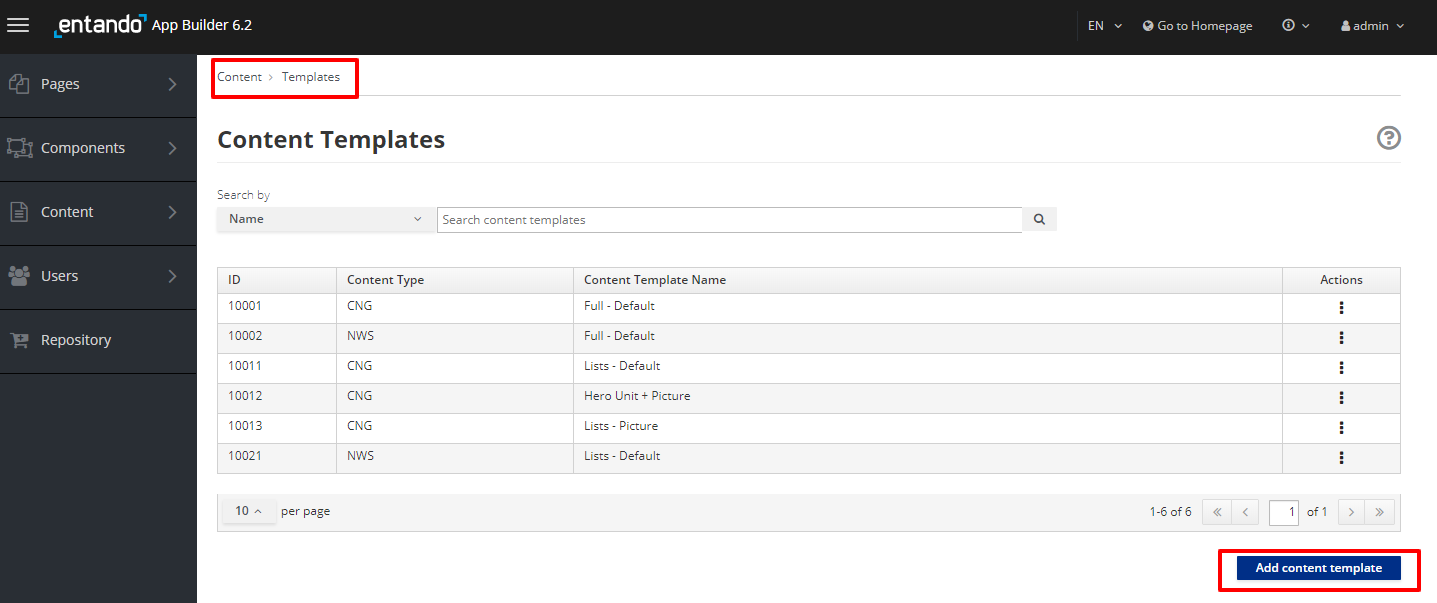 entando App Builder 6.2
EN
Go to Homepage
admin
Pages
Components
Content
Users
Repository
Content > Templates
Content Templates
Search by
Name
Search content templates
ID Content Type Content Template Name Actions
10001 CNG Full - Default
10002 NWS Full - Default
10011 CNG Lists - Default
10012 CNG Hero Unit + Picture
10013 CNG Lists - Picture
10021 NWS Lists - Default
10 per page 1-6 of 6 « < 1 of 1 > »
Add content template